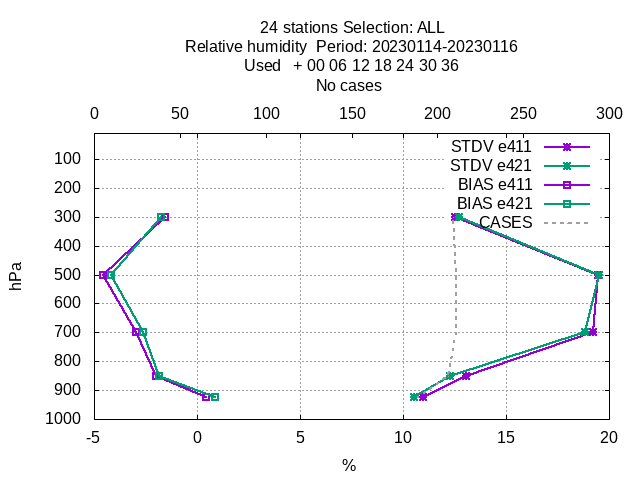 24 stations Selection: ALL
Relative humidity  Period: 20230114-20230116
Used   + 00 06 12 18 24 30 36
No cases
0 50 100 150 200 250 300
STDV e411
STDV e421
BIAS e411
BIAS e421
CASES
100
200
300
400
500
600
700
800
900
1000
hPa
-5 0 5 10 15 20
%